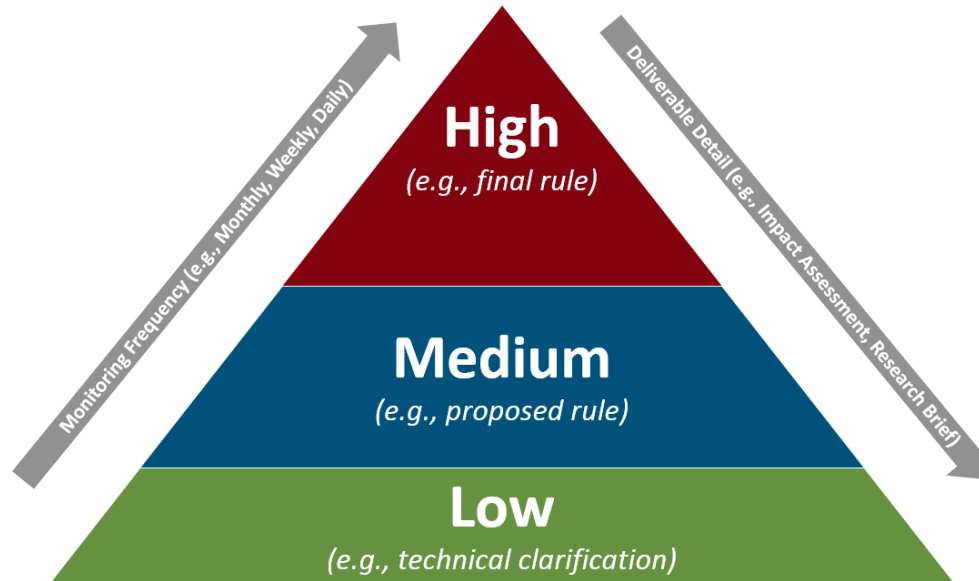 High
(e.g., final rule)
Medium
(e.g., proposed rule)
Low
(e.g., technical clarification)
Monitoring Frequency (e.g., Monthly, Weekly, Daily)
Deliverable Detail (e.g., Impact Assessment, Research Brief)